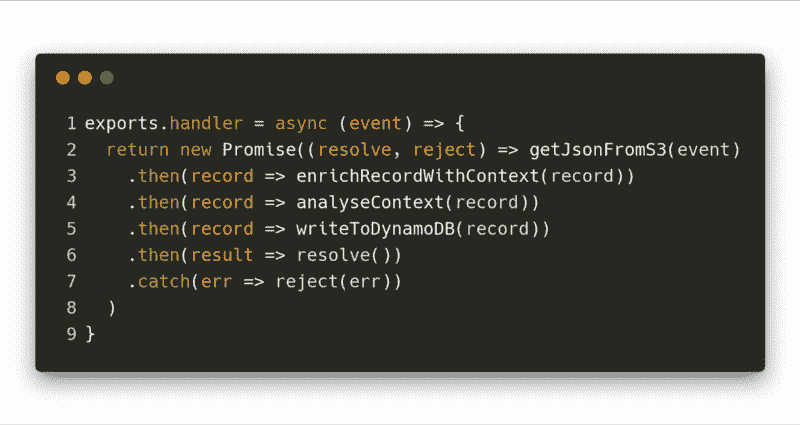 1 exports.handler = async (event) => {
2   return new Promise((resolve, reject) => getJsonFromS3(event)
3     .then(record => enrichRecordWithContext(record))
4     .then(record => analyseContext(record))
5     .then(record => writeToDynamoDB(record))
6     .then(result => resolve())
7     .catch(err => reject(err))
8   )
9 }